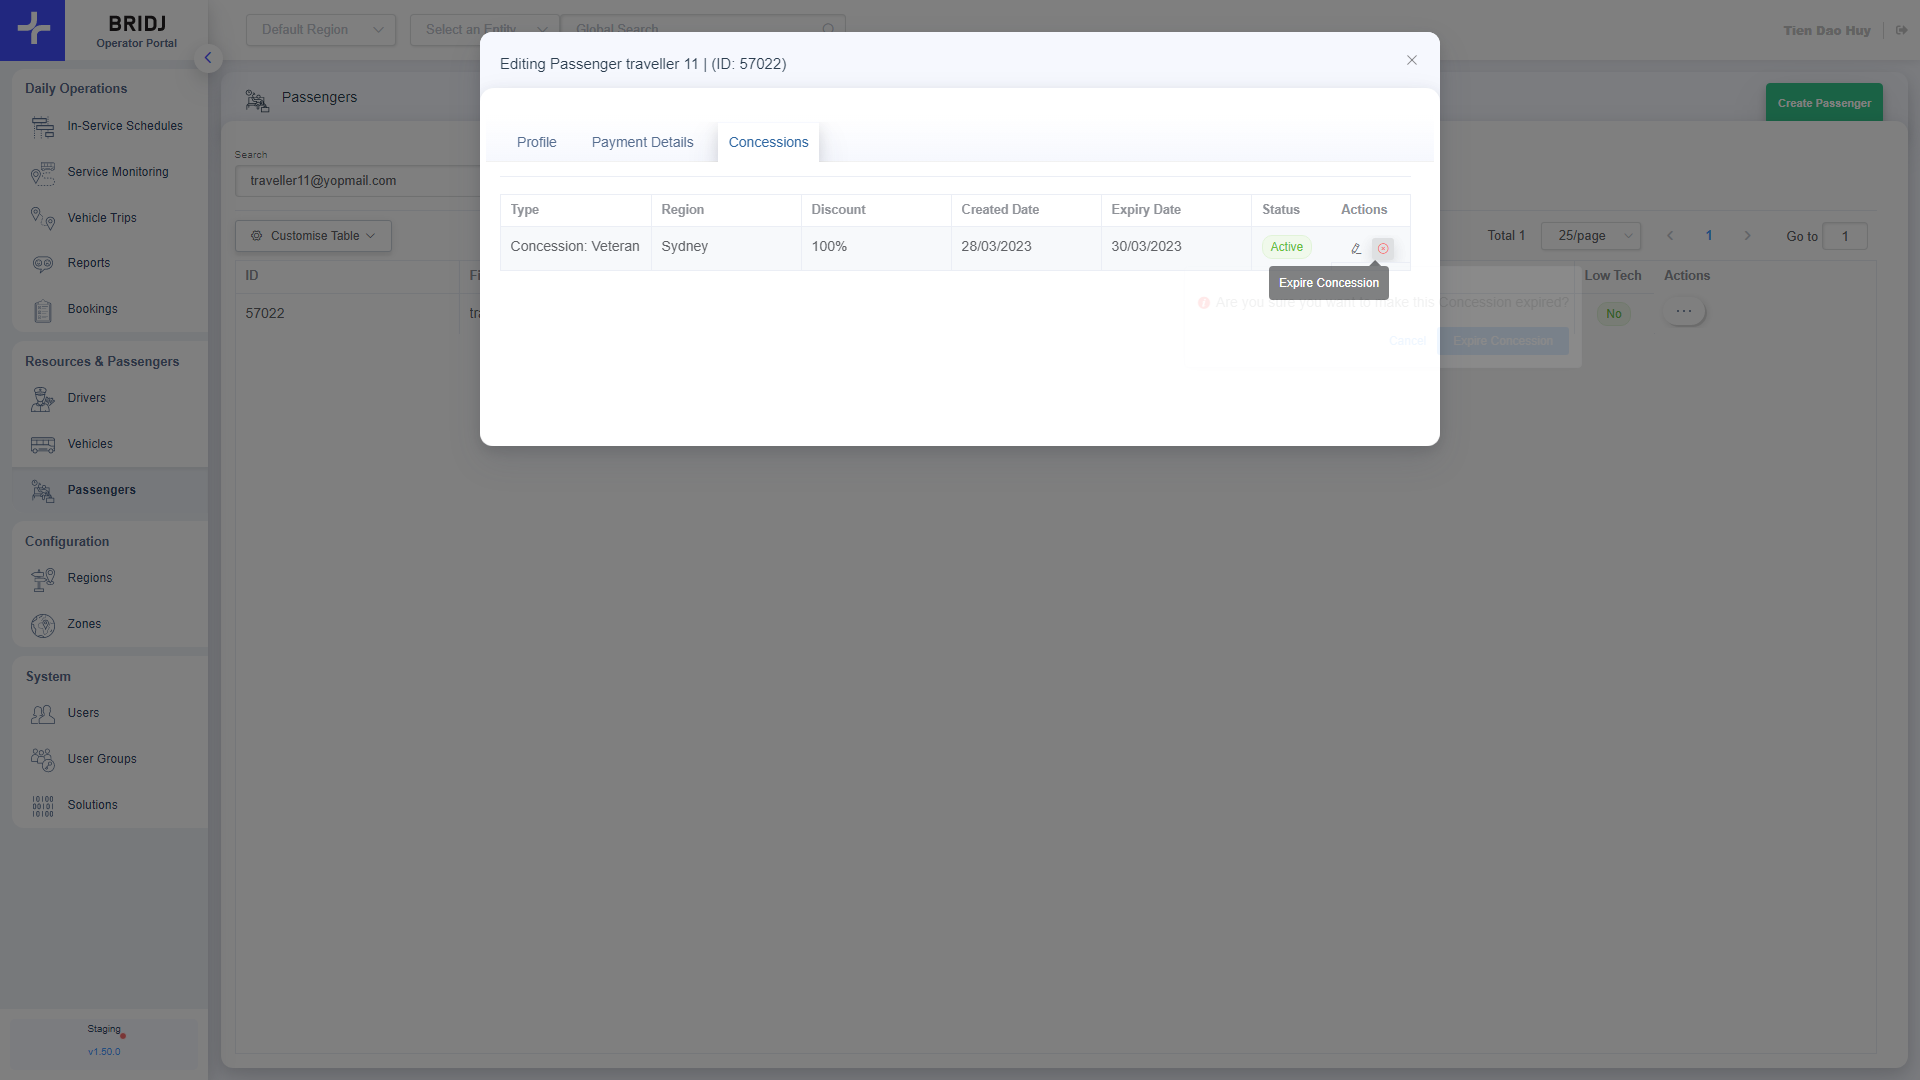 BRIDJ
Operator Portal
Default Region
Select an Entity
Global Search
Tien Dao Huy
Daily Operations
In-Service Schedules
Service Monitoring
Vehicle Trips
Reports
Bookings
Resources & Passengers
Drivers
Vehicles
Passengers
Configuration
Regions
Zones
System
Users
User Groups
Solutions
Staging
v1.50.0
Passengers
Create Passenger
Search
traveller11@yopmail.com
Customise Table
Total 1
25/page
1
Go to
1
ID
Low Tech
Actions
57022
No
Editing Passenger traveller 11 | (ID: 57022)
Profile
Payment Details
Concessions
Type
Region
Discount
Created Date
Expiry Date
Status
Actions
Concession: Veteran
Sydney
100%
28/03/2023
30/03/2023
Active
Expire Concession
Are you sure you want to make this Concession expired?
Cancel
Expire Concession